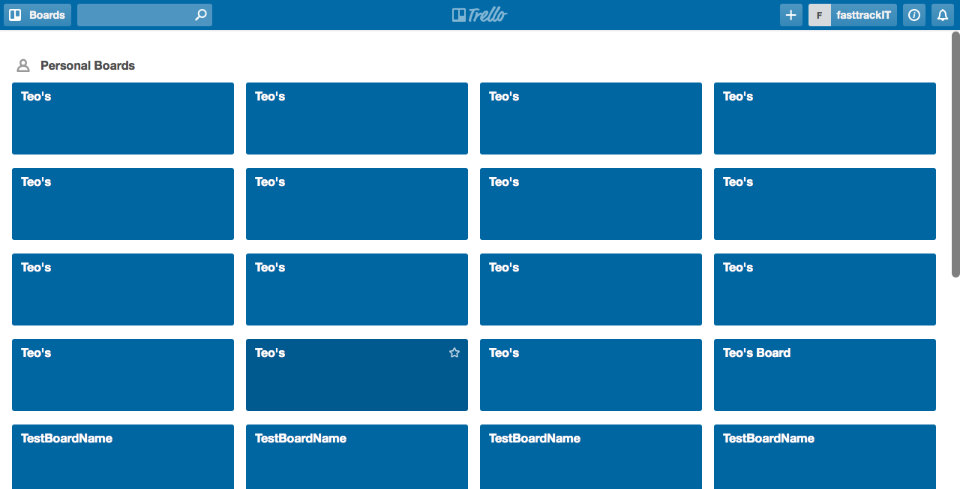 Boards Trello F fasttrackIT
Personal Boards
Teo's Teo's Teo's Teo's
Teo's Teo's Teo's Teo's
Teo's Teo's Teo's Teo's
Teo's Teo's Teo's Teo's Board
TestBoardName TestBoardName TestBoardName TestBoardName